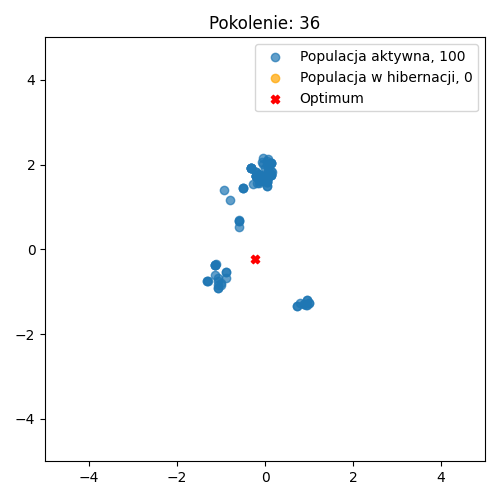 Pokolenie: 36
Populacja aktywna, 100
Populacja w hibernacji, 0
Optimum
4
2
0
−2
−4
−4 −2 0 2 4